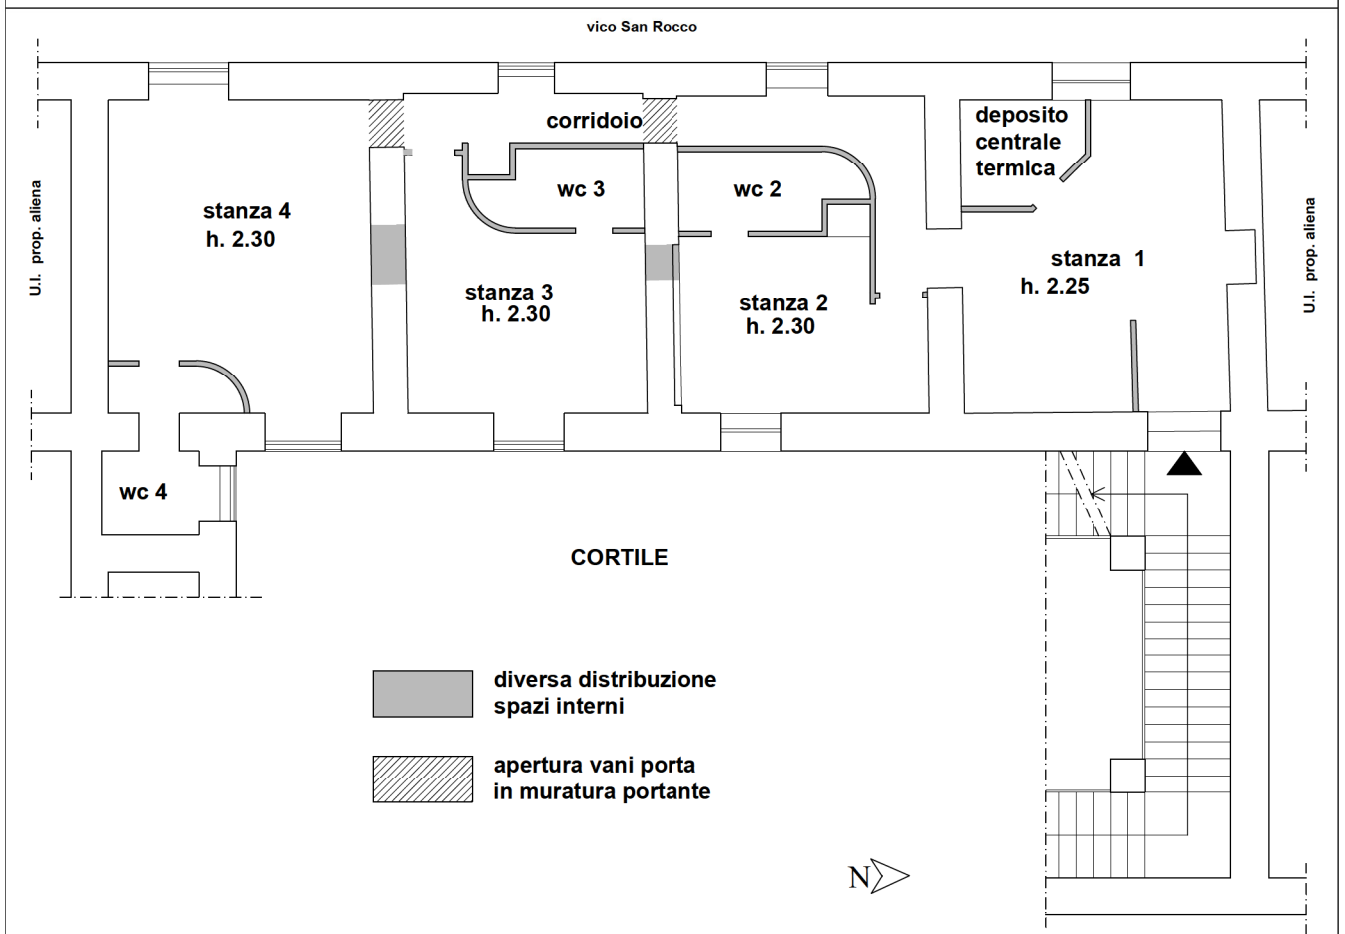 vico San Rocco
deposito
centrale
termica
corridoio
wc 3
wc 2
stanza 4
h. 2.30
U.I. prop. aliena
U.I. prop. aliena
stanza 1
h. 2.25
stanza 3
h. 2.30
stanza 2
h. 2.30
wc 4
CORTILE
diversa distribuzione
spazi interni
apertura vani porta
in muratura portante
N